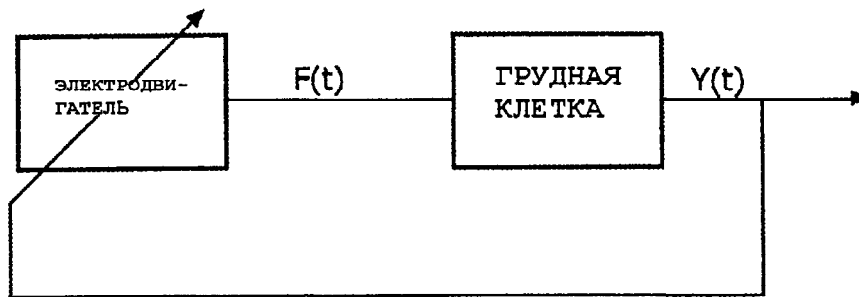 ЭЛЕКТРОДВИ-
ГАТЕЛЬ
F(t)
ГРУДНАЯ
КЛЕТКА
Y(t)